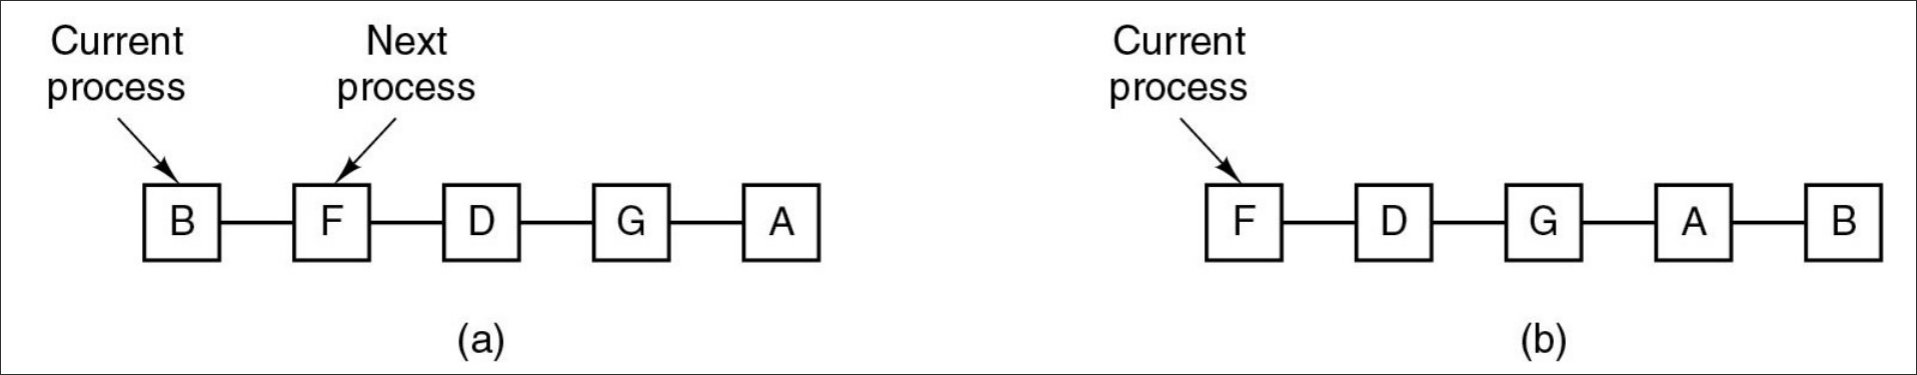 Current
process
Next
process
B F D G A
(a)
Current
process
F D G A B
(b)